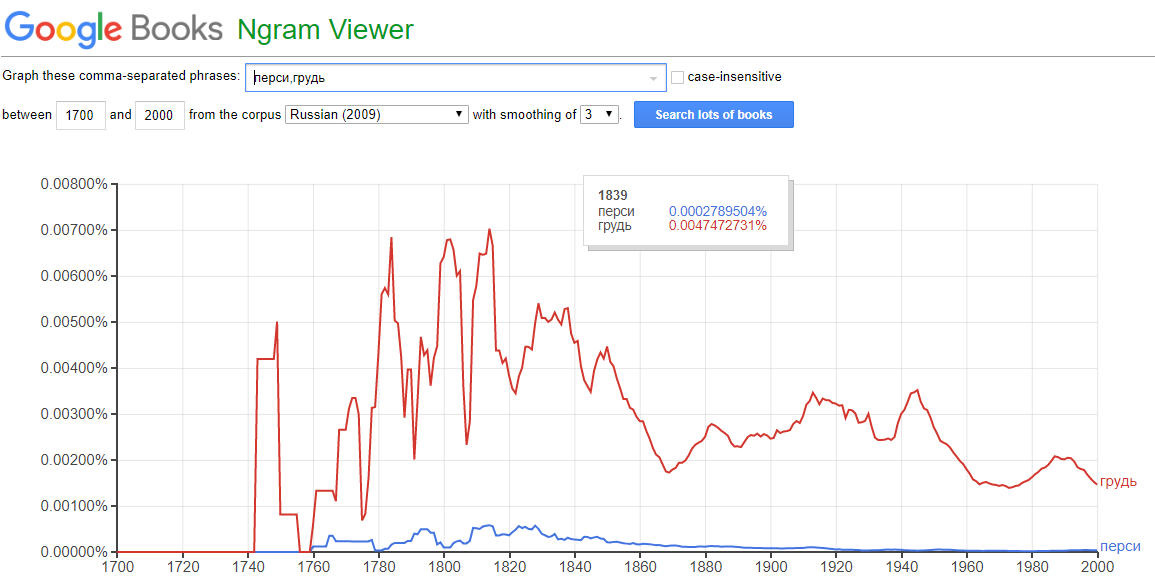 Google Books Ngram Viewer
Graph these comma-separated phrases: перси,грудь case-insensitive
between 1700 and 2000 from the corpus Russian (2009) with smoothing of 3 . Search lots of books
0.00800%
0.00700%
0.00600%
0.00500%
0.00400%
0.00300%
0.00200%
0.00100%
0.00000%
1839
перси 0.0002789504%
грудь 0.0047472731%
грудь
перси
1700 1720 1740 1760 1780 1800 1820 1840 1860 1880 1900 1920 1940 1960 1980 2000